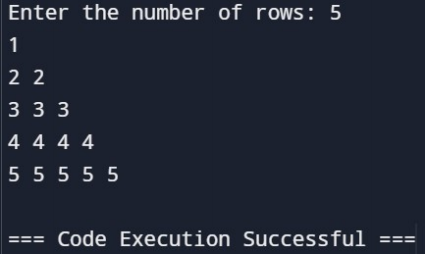 Enter the number of rows: 5
1
2 2
3 3 3
4 4 4 4
5 5 5 5 5
=== Code Execution Successful ===